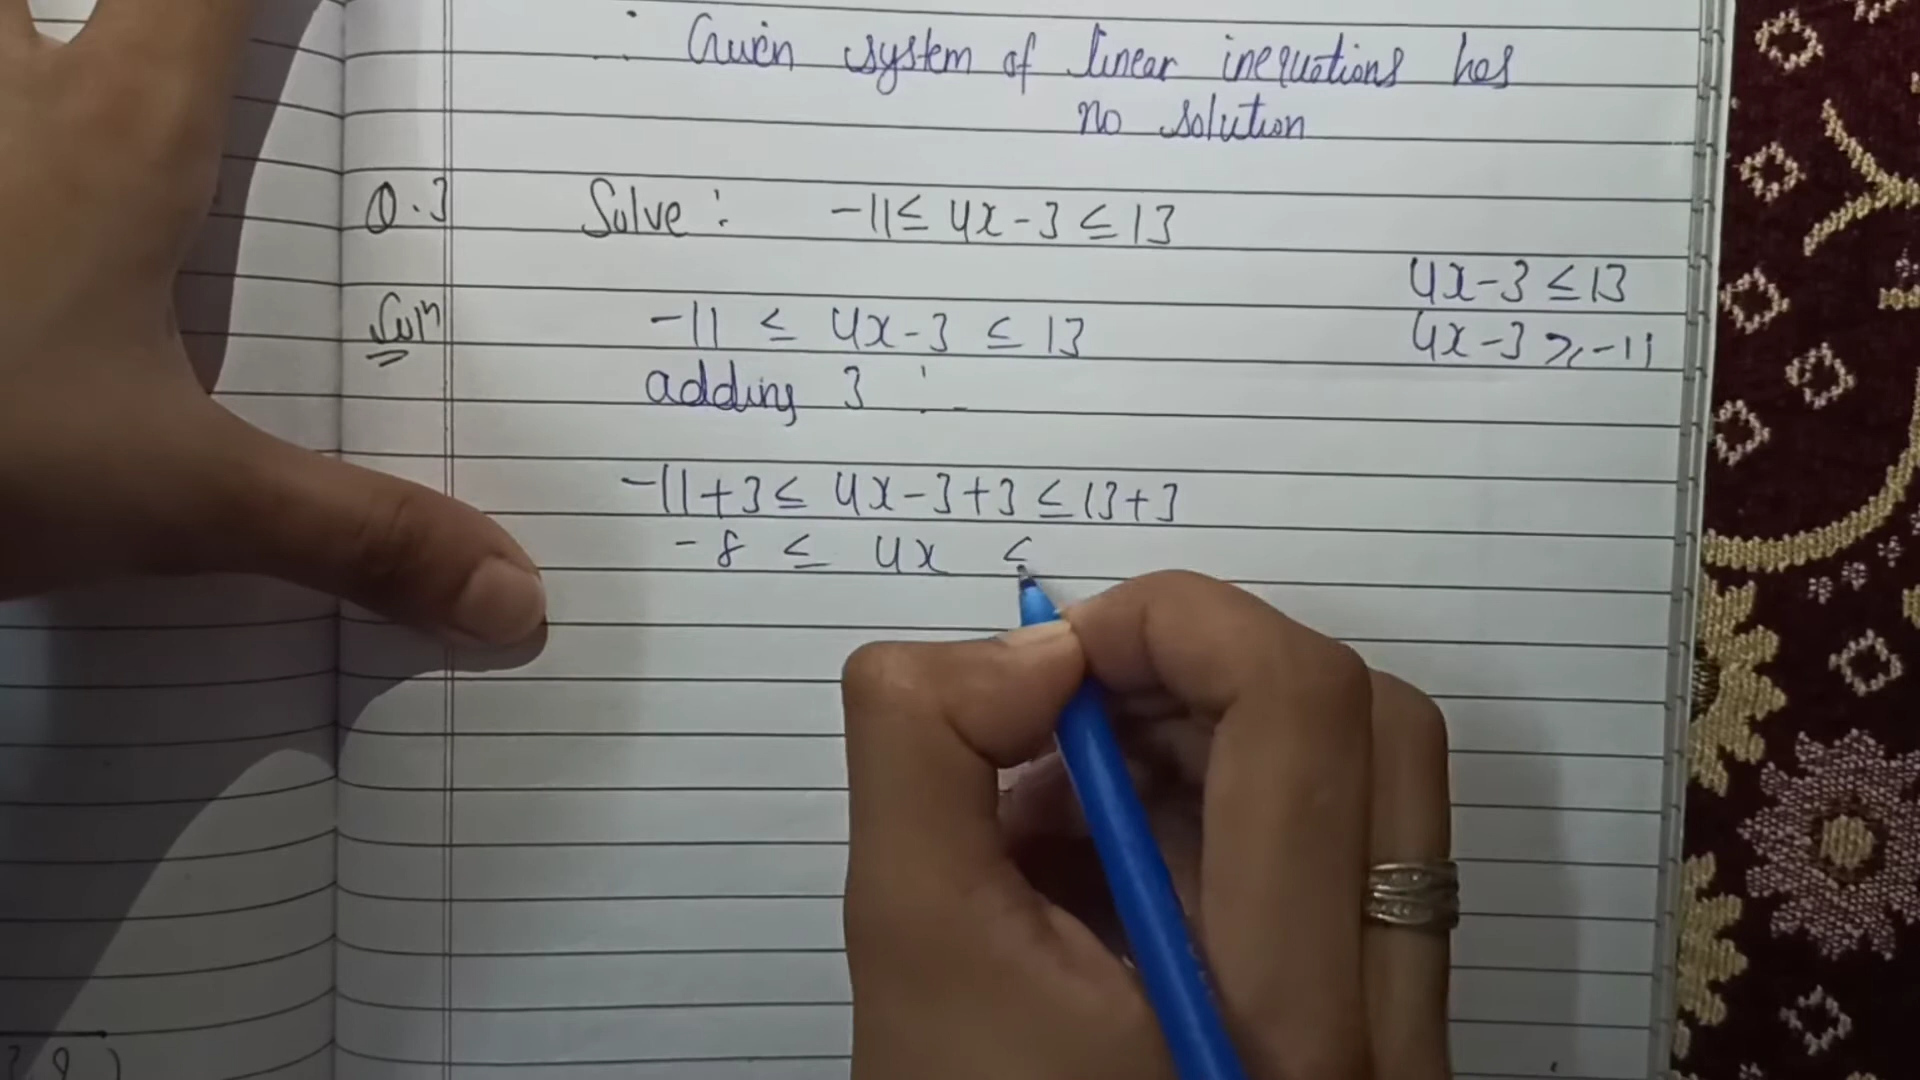 ∴ Given system of linear inequations has
no solution
Q.3 Solve : -11 ≤ 4x - 3 ≤ 13
4x - 3 ≤ 13
Solⁿ -11 ≤ 4x - 3 ≤ 13
4x - 3 ≥ -11
adding 3 :-
-11 + 3 ≤ 4x - 3 + 3 ≤ 13 + 3
-8 ≤ 4x ≤